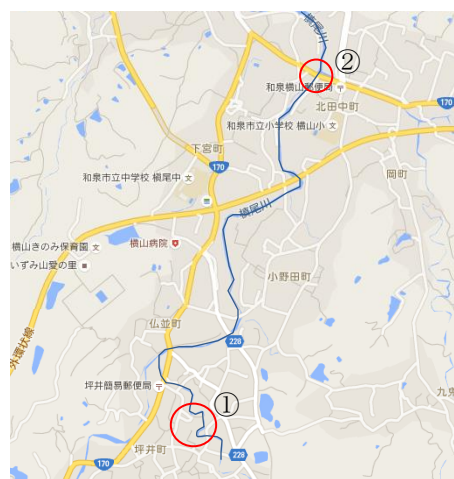 槇尾川
②
和泉横山郵便局
170
北田中町
和泉市立小学校 横山小
下宮町
170
岡町
和泉市立中学校 槇尾中
槇尾川
横山病院
横山きのみ保育園
いずみ山愛の里
小野田町
仏並町
外環状線
228
坪井簡易郵便局
①
坪井町
170
228